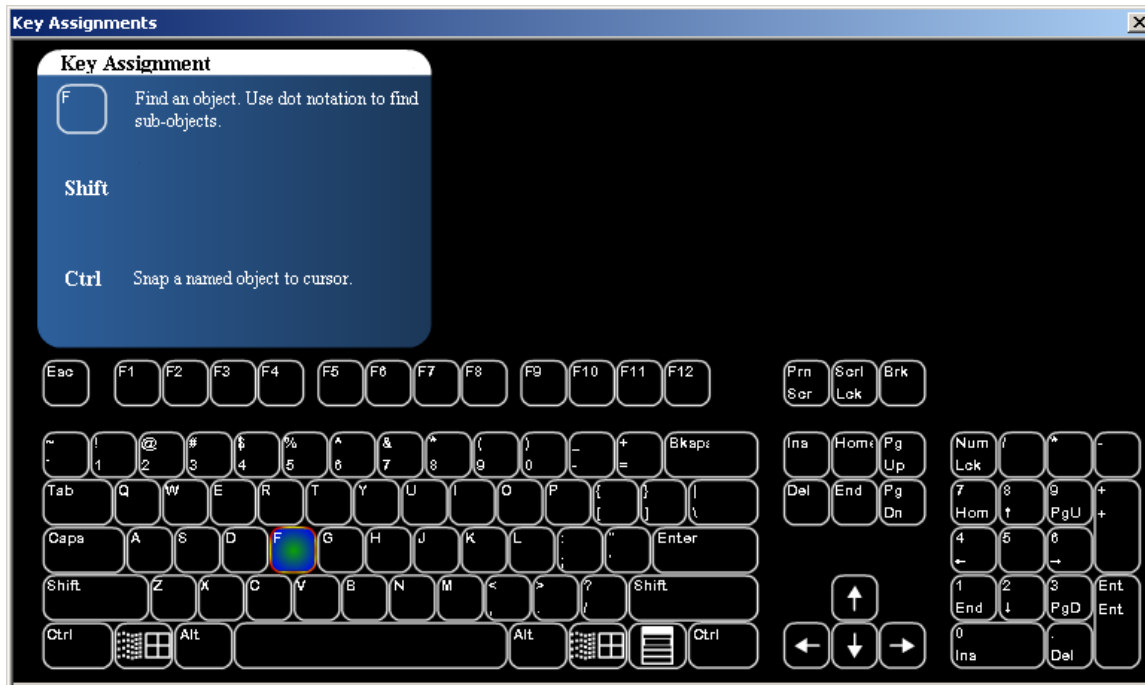 Key Assignments
Key Assignment
F Find an object. Use dot notation to find
sub-objects.
Shift
Ctrl Snap a named object to cursor.
Esc F1 F2 F3 F4 F5 F6 F7 F8 F9 F10 F11 F12 Prn Scrl Brk
Scr Lck
~ ! @ # $ % ^ & * ( ) _ + Bksps Ins Home Pg Num / * -
` 1 2 3 4 5 6 7 8 9 0 - = Up Lck
Tab Q W E R T Y U I O P { } | Del End Pg 7 8 9 +
[ ] \ Dn Hom ↑ PgU +
Caps A S D F G H J K L : " Enter 4 5 6
; ' ← →
Shift Z X C V B N M < > ? Shift ↑ 1 2 3 Ent
, . / End ↓ PgD Ent
Ctrl Alt Alt Ctrl ← ↓ → 0 .
Ins Del